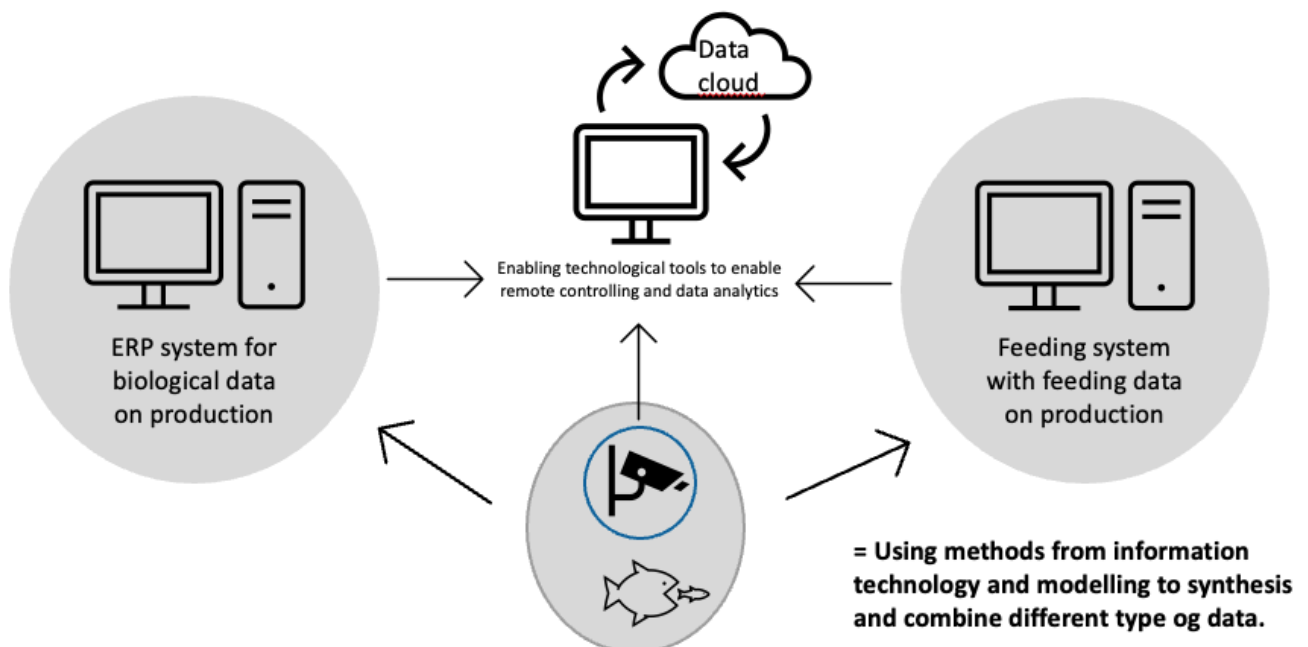 Data
cloud
Enabling technological tools to enable
remote controlling and data analytics
ERP system for
biological data
on production
Feeding system
with feeding data
on production
= Using methods from information
technology and modelling to synthesis
and combine different type og data.